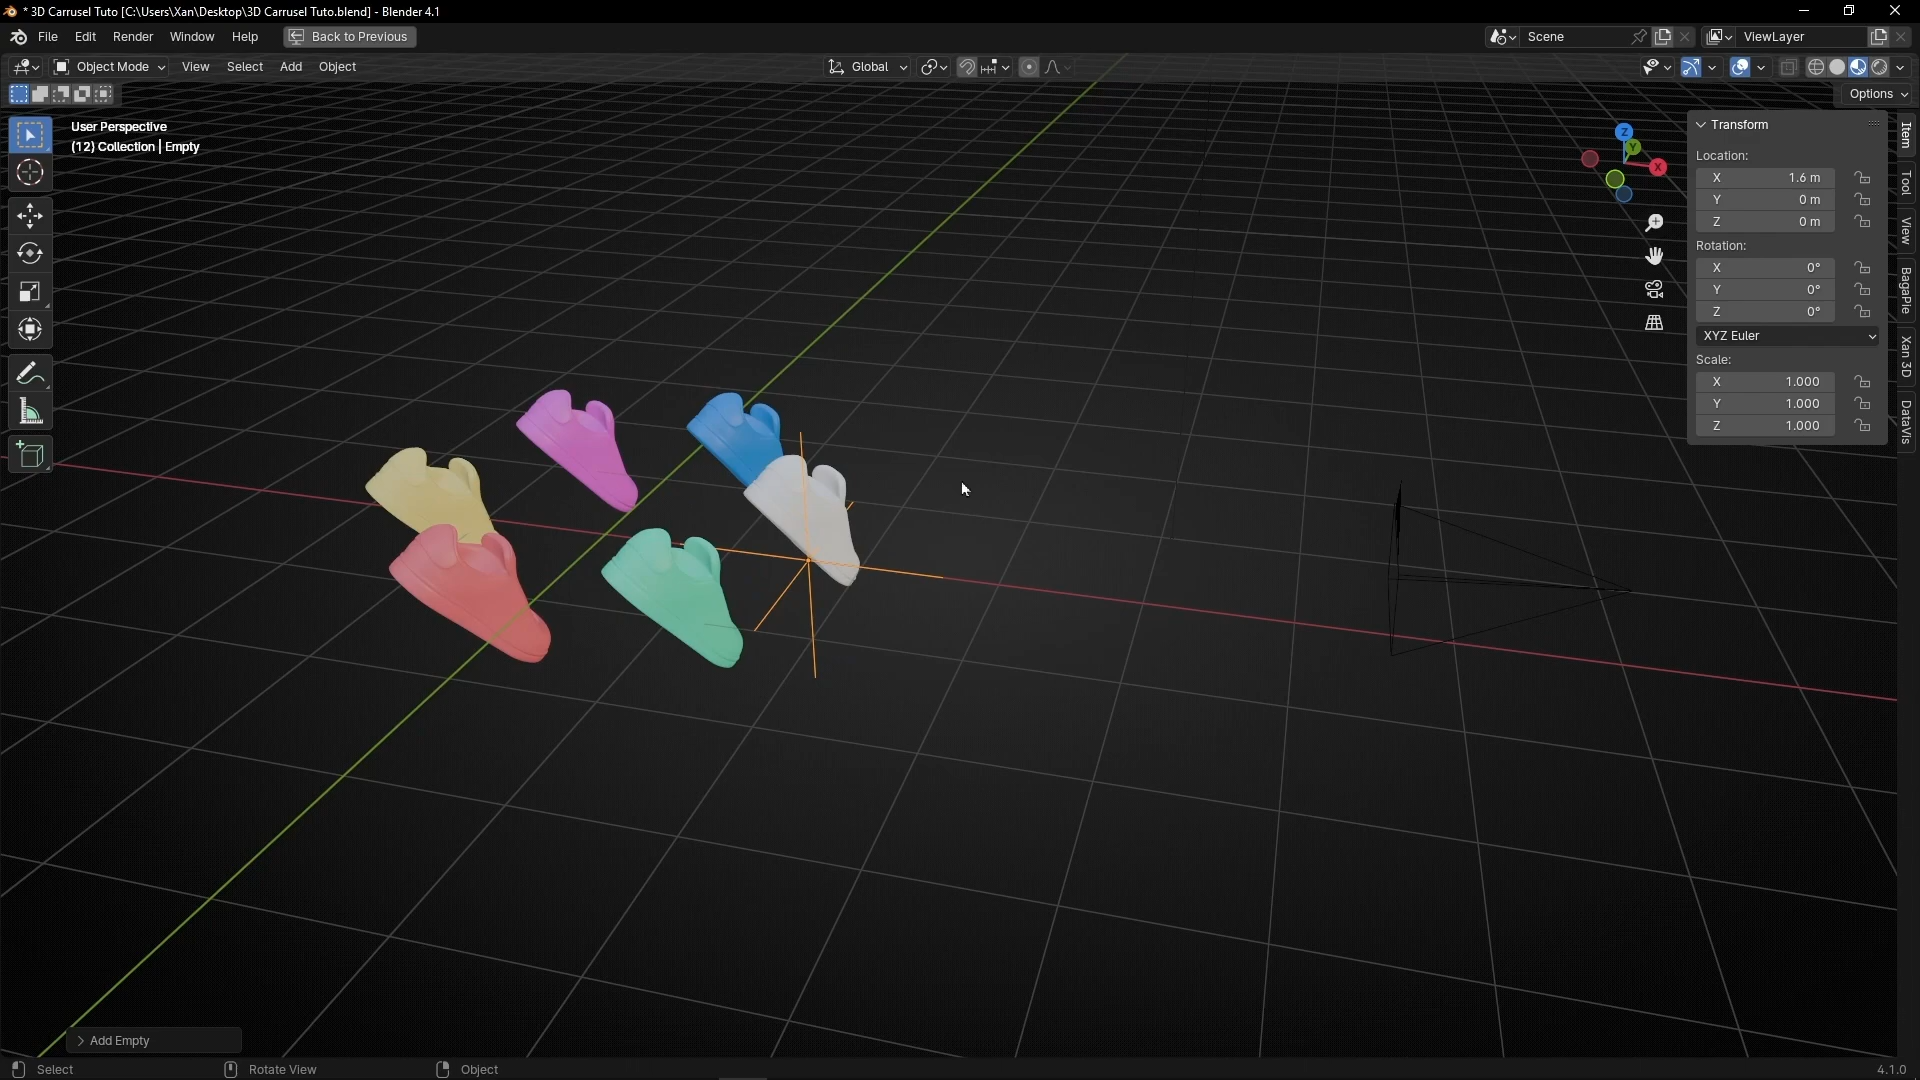 * 3D Carrusel Tuto [C:\Users\Xan\Desktop\3D Carrusel Tuto.blend] - Blender 4.1
File Edit Render Window Help Back to Previous Scene ViewLayer
Object Mode View Select Add Object Global
Options
User Perspective
(12) Collection | Empty
Z
Y
X
Transform
Location:
X 1.6 m
Y 0 m
Z 0 m
Rotation:
X 0°
Y 0°
Z 0°
XYZ Euler
Scale:
X 1.000
Y 1.000
Z 1.000
Item
Tool
View
BagaPie
Xan 3D
DataVis
Add Empty
Select Rotate View Object 4.1.0